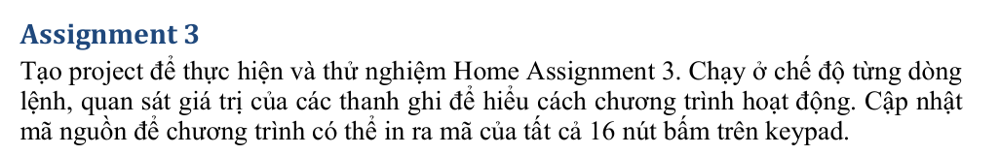 Assignment 3
Tạo project để thực hiện và thử nghiệm Home Assignment 3. Chạy ở chế độ từng dòng
lệnh, quan sát giá trị của các thanh ghi để hiểu cách chương trình hoạt động. Cập nhật
mã nguồn để chương trình có thể in ra mã của tất cả 16 nút bấm trên keypad.